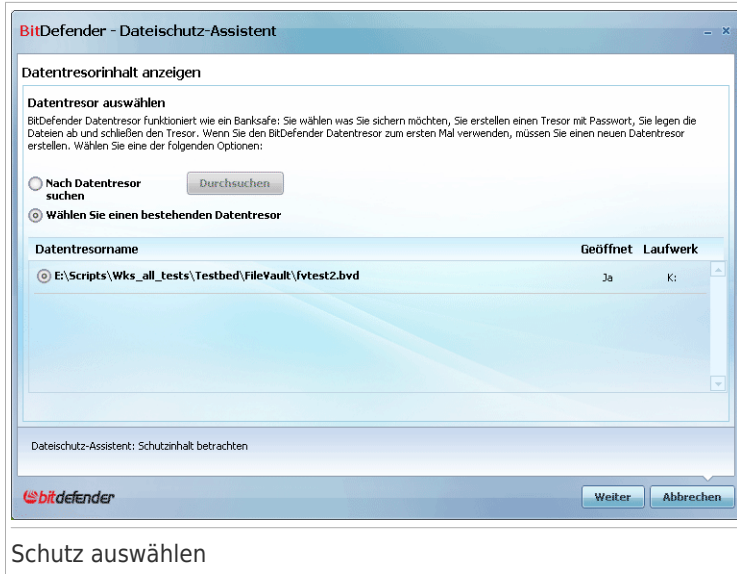 BitDefender - Dateischutz-Assistent
Datentresorinhalt anzeigen
Datentresor auswählen
BitDefender Datentresor funktioniert wie ein Banksafe: Sie wählen was Sie sichern möchten, Sie erstellen einen Tresor mit Passwort, Sie legen die
Dateien ab und schließen den Tresor. Wenn Sie den BitDefender Datentresor zum ersten Mal verwenden, müssen Sie einen neuen Datentresor
erstellen. Wählen Sie eine der folgenden Optionen:
Nach Datentresor
suchen
Durchsuchen
Wählen Sie einen bestehenden Datentresor
Datentresorname Geöffnet Laufwerk
E:\Scripts\Wks_all_tests\Testbed\FileVault\fvtest2.bvd Ja K:
Dateischutz-Assistent: Schutzinhalt betrachten
bitdefender
Weiter Abbrechen
Schutz auswählen